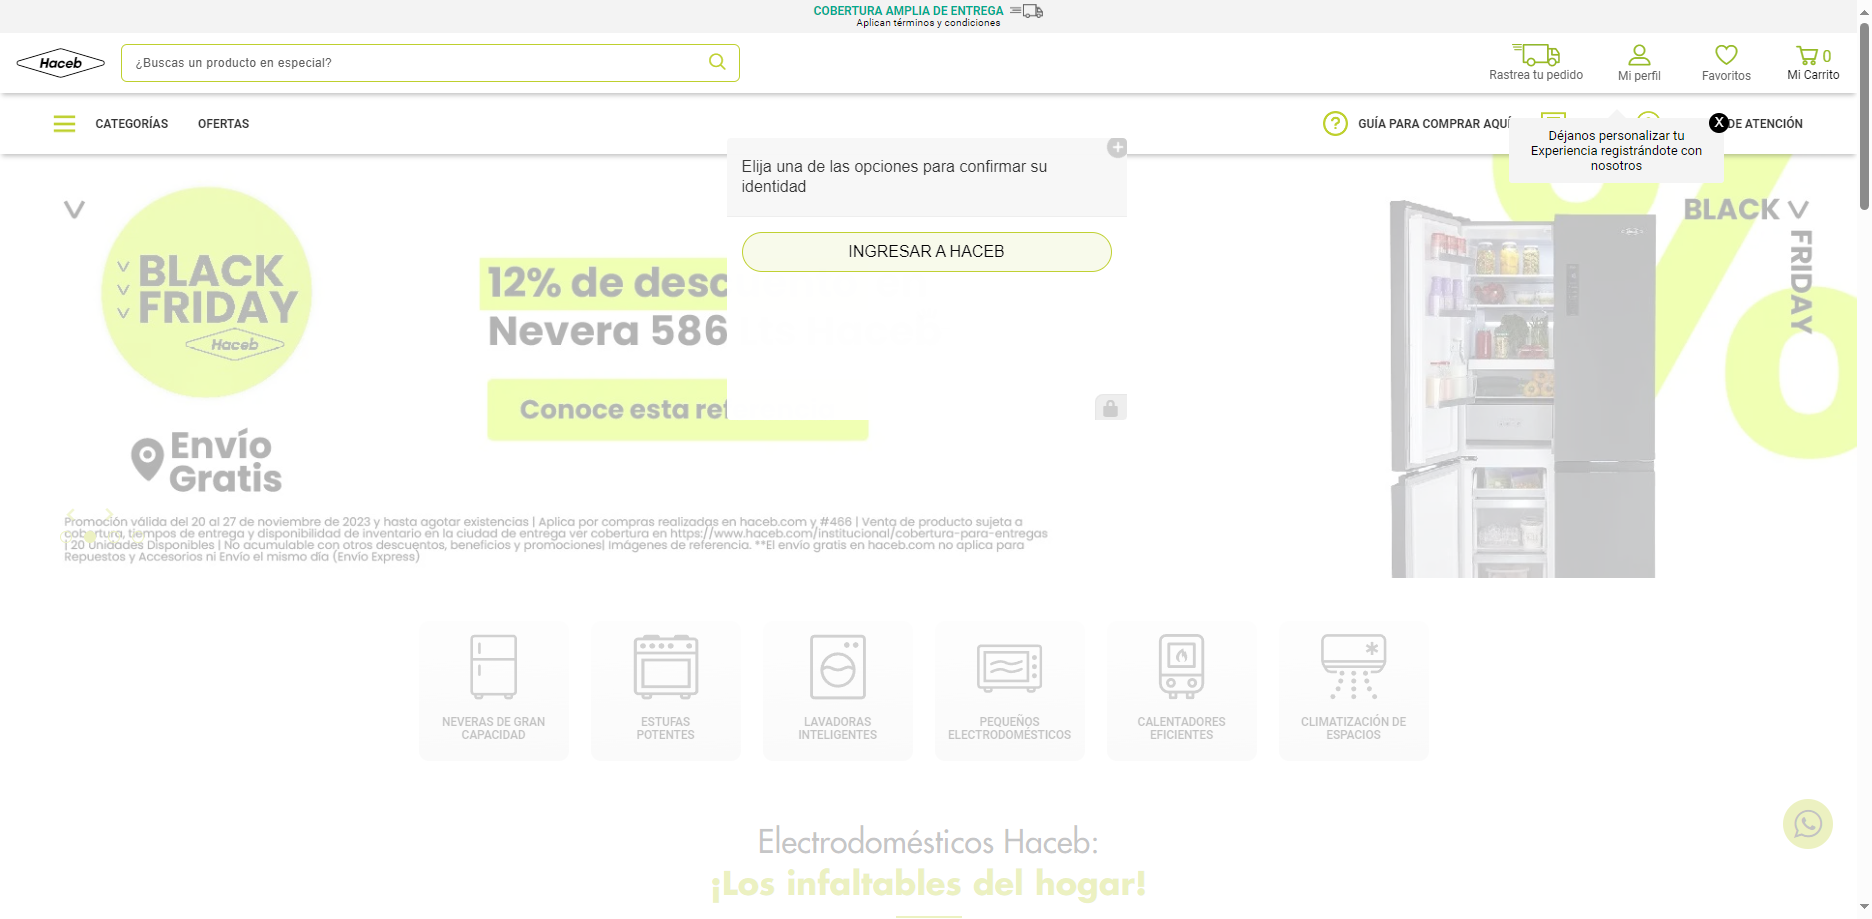 COBERTURA AMPLIA DE ENTREGA
Aplican términos y condiciones
Haceb
¿Buscas un producto en especial?
Rastrea tu pedido
Mi perfil
Favoritos
0
Mi Carrito
CATEGORÍAS
OFERTAS
GUÍA PARA COMPRAR AQUÍ
DE ATENCIÓN
X
Déjanos personalizar tu
Experiencia registrándote con
nosotros
Elija una de las opciones para confirmar su
identidad
INGRESAR A HACEB
BLACK
FRIDAY
Haceb
Envío
Gratis
12% de desc
Nevera 586
Conoce esta ref
BLACK
FRIDAY
Promoción válida del 20 al 27 de noviembre de 2023 y hasta agotar existencias | Aplica por compras realizadas en haceb.com y #466 | Venta de producto sujeta a
cobertura, tiempos de entrega y disponibilidad de inventario en la ciudad de entrega ver cobertura en https://www.haceb.com/institucional/cobertura-para-entregas
| 20 Unidades Disponibles | No acumulable con otros descuentos, beneficios y promociones| Imágenes de referencia. **El envío gratis en haceb.com no aplica para
Repuestos y Accesorios ni Envío el mismo día (Envío Express)
NEVERAS DE GRAN
CAPACIDAD
ESTUFAS
POTENTES
LAVADORAS
INTELIGENTES
PEQUEÑOS
ELECTRODOMÉSTICOS
CALENTADORES
EFICIENTES
CLIMATIZACIÓN DE
ESPACIOS
Electrodomésticos Haceb:
¡Los infaltables del hogar!